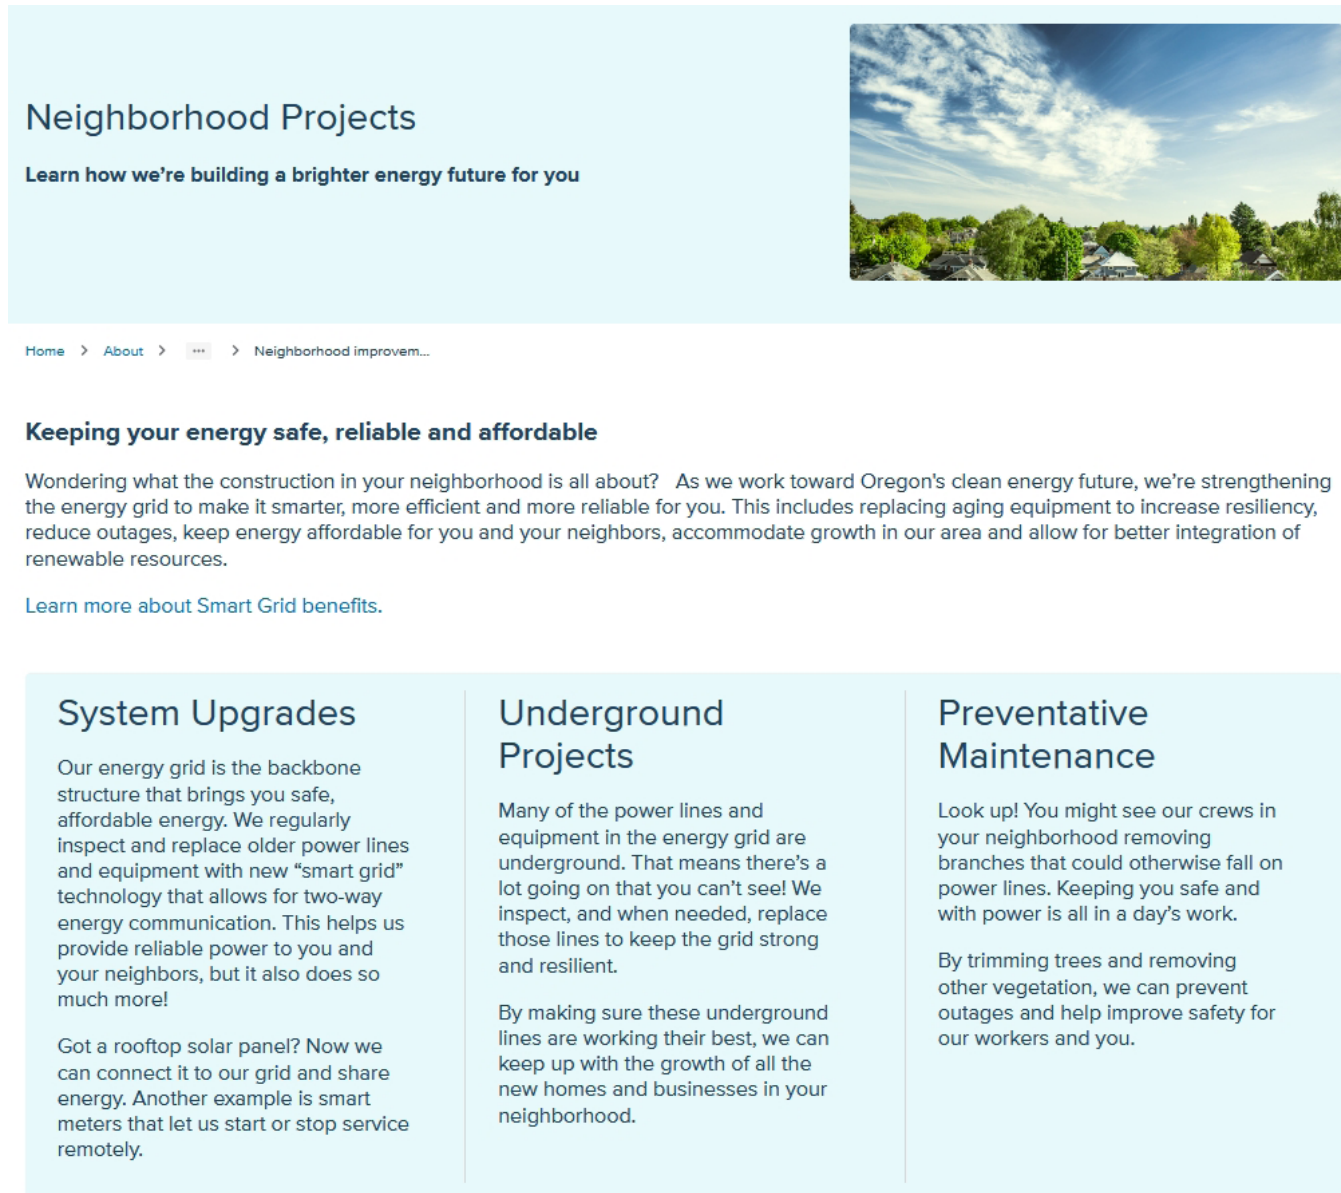 Neighborhood Projects
Learn how we're building a brighter energy future for you
Home > About > ... > Neighborhood improvem...
Keeping your energy safe, reliable and affordable
Wondering what the construction in your neighborhood is all about?   As we work toward Oregon's clean energy future, we're strengthening
the energy grid to make it smarter, more efficient and more reliable for you. This includes replacing aging equipment to increase resiliency,
reduce outages, keep energy affordable for you and your neighbors, accommodate growth in our area and allow for better integration of
renewable resources.
Learn more about Smart Grid benefits.
System Upgrades
Our energy grid is the backbone
structure that brings you safe,
affordable energy. We regularly
inspect and replace older power lines
and equipment with new “smart grid”
technology that allows for two-way
energy communication. This helps us
provide reliable power to you and
your neighbors, but it also does so
much more!
Got a rooftop solar panel? Now we
can connect it to our grid and share
energy. Another example is smart
meters that let us start or stop service
remotely.
Underground
Projects
Many of the power lines and
equipment in the energy grid are
underground. That means there's a
lot going on that you can't see! We
inspect, and when needed, replace
those lines to keep the grid strong
and resilient.
By making sure these underground
lines are working their best, we can
keep up with the growth of all the
new homes and businesses in your
neighborhood.
Preventative
Maintenance
Look up! You might see our crews in
your neighborhood removing
branches that could otherwise fall on
power lines. Keeping you safe and
with power is all in a day's work.
By trimming trees and removing
other vegetation, we can prevent
outages and help improve safety for
our workers and you.